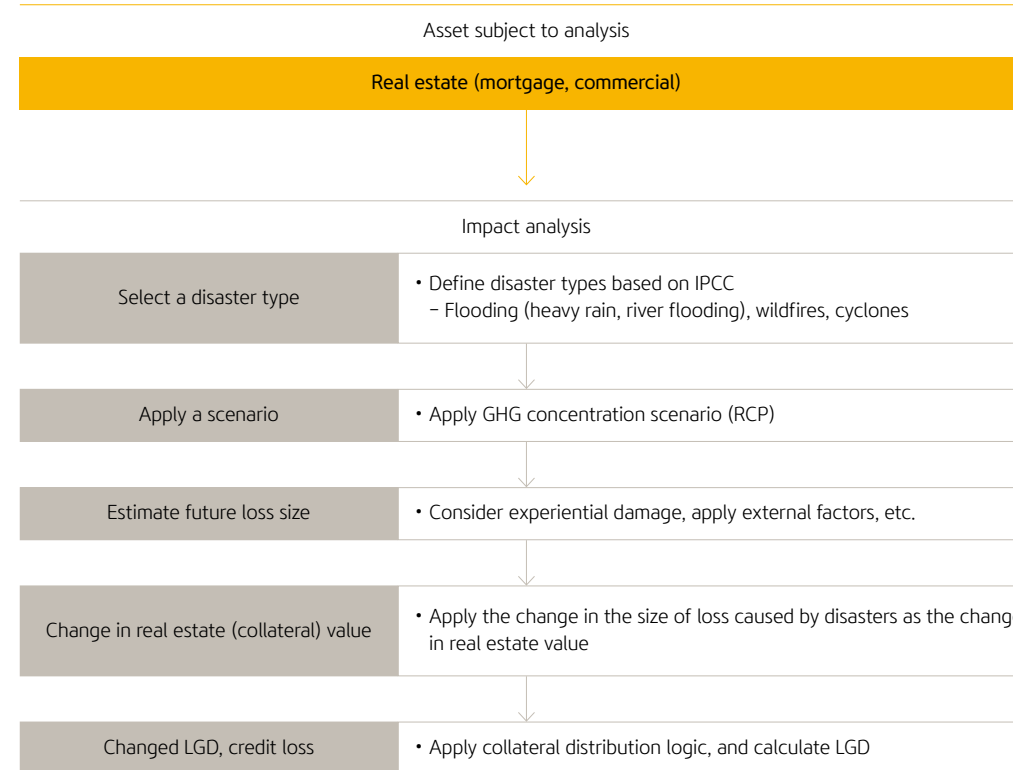 Asset subject to analysis
Real estate (mortgage, commercial)
Impact analysis
Select a disaster type
• Define disaster types based on IPCC
– Flooding (heavy rain, river flooding), wildfires, cyclones
Apply a scenario
• Apply GHG concentration scenario (RCP)
Estimate future loss size
• Consider experiential damage, apply external factors, etc.
Change in real estate (collateral) value
• Apply the change in the size of loss caused by disasters as the chang
in real estate value
Changed LGD, credit loss
• Apply collateral distribution logic, and calculate LGD